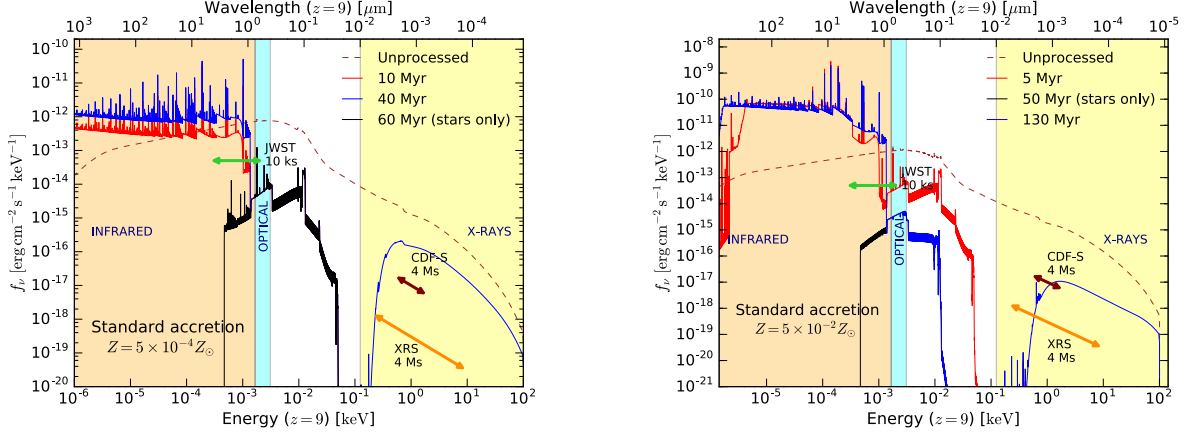 Wavelength (z = 9) [μm]
10³ 10² 10¹ 10⁰ 10⁻¹ 10⁻² 10⁻³ 10⁻⁴
10⁻¹⁰
10⁻¹¹
10⁻¹²
10⁻¹³
10⁻¹⁴
10⁻¹⁵
10⁻¹⁶
10⁻¹⁷
10⁻¹⁸
10⁻¹⁹
10⁻²⁰
f_ν [erg cm⁻² s⁻¹ keV⁻¹]
Unprocessed
10 Myr
40 Myr
60 Myr (stars only)
JWST
10 ks
INFRARED
OPTICAL
X-RAYS
CDF-S
4 Ms
XRS
4 Ms
Standard accretion
Z = 5 × 10⁻⁴ Z⊙
10⁻⁶ 10⁻⁵ 10⁻⁴ 10⁻³ 10⁻² 10⁻¹ 10⁰ 10¹ 10²
Energy (z = 9) [keV]
Wavelength (z = 9) [μm]
10² 10¹ 10⁰ 10⁻¹ 10⁻² 10⁻³ 10⁻⁴ 10⁻⁵
10⁻⁸
10⁻⁹
10⁻¹⁰
10⁻¹¹
10⁻¹²
10⁻¹³
10⁻¹⁴
10⁻¹⁵
10⁻¹⁶
10⁻¹⁷
10⁻¹⁸
10⁻¹⁹
10⁻²⁰
10⁻²¹
f_ν [erg cm⁻² s⁻¹ keV⁻¹]
Unprocessed
5 Myr
50 Myr (stars only)
130 Myr
JWST
10 ks
INFRARED
OPTICAL
X-RAYS
CDF-S
4 Ms
XRS
4 Ms
Standard accretion
Z = 5 × 10⁻² Z⊙
10⁻⁵ 10⁻⁴ 10⁻³ 10⁻² 10⁻¹ 10⁰ 10¹ 10²
Energy (z = 9) [keV]